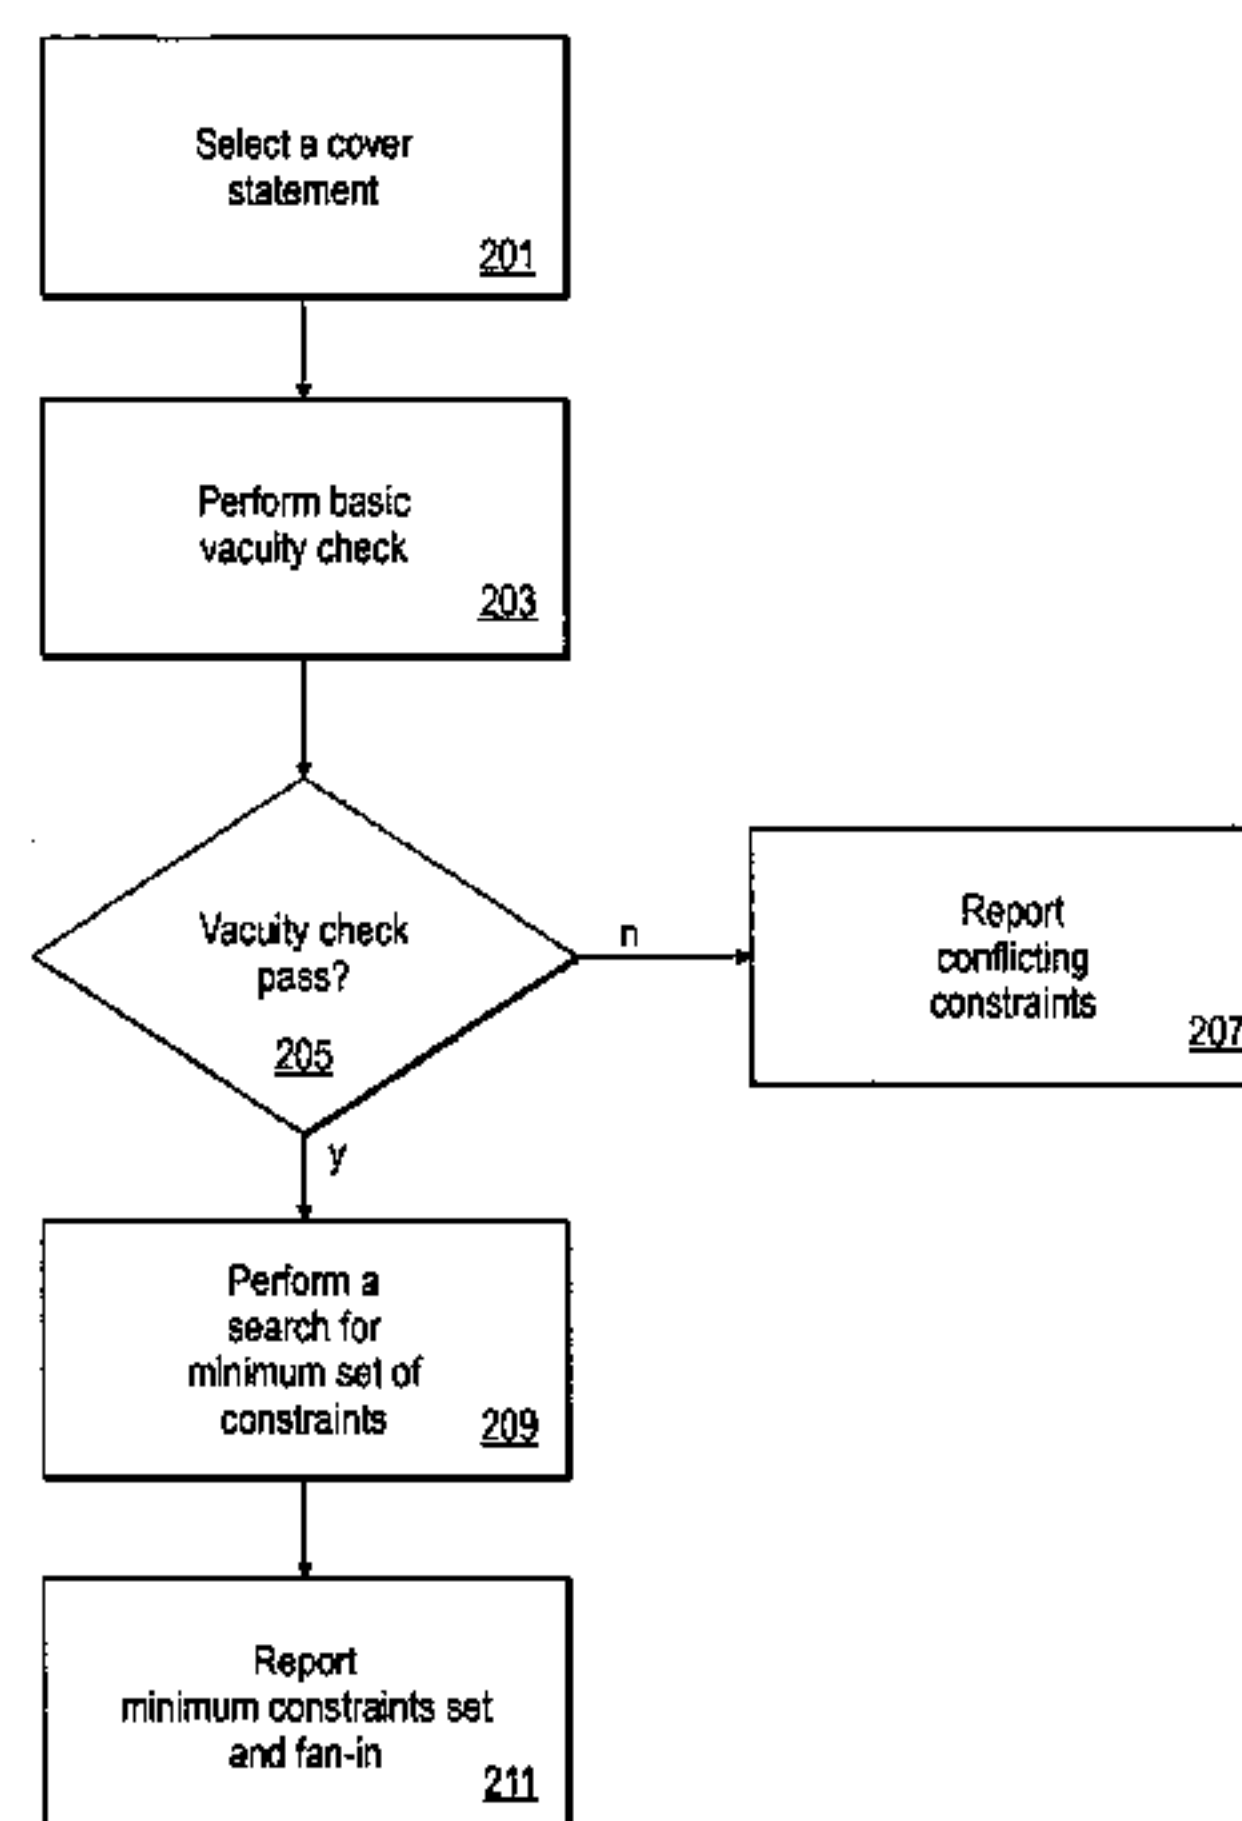 Select a cover
statement
201
Perform basic
vacuity check
203
Vacuity check
pass?
205
n
Report
conflicting
constraints
207
y
Perform a
search for
minimum set of
constraints
209
Report
minimum constraints set
and fan-in
211